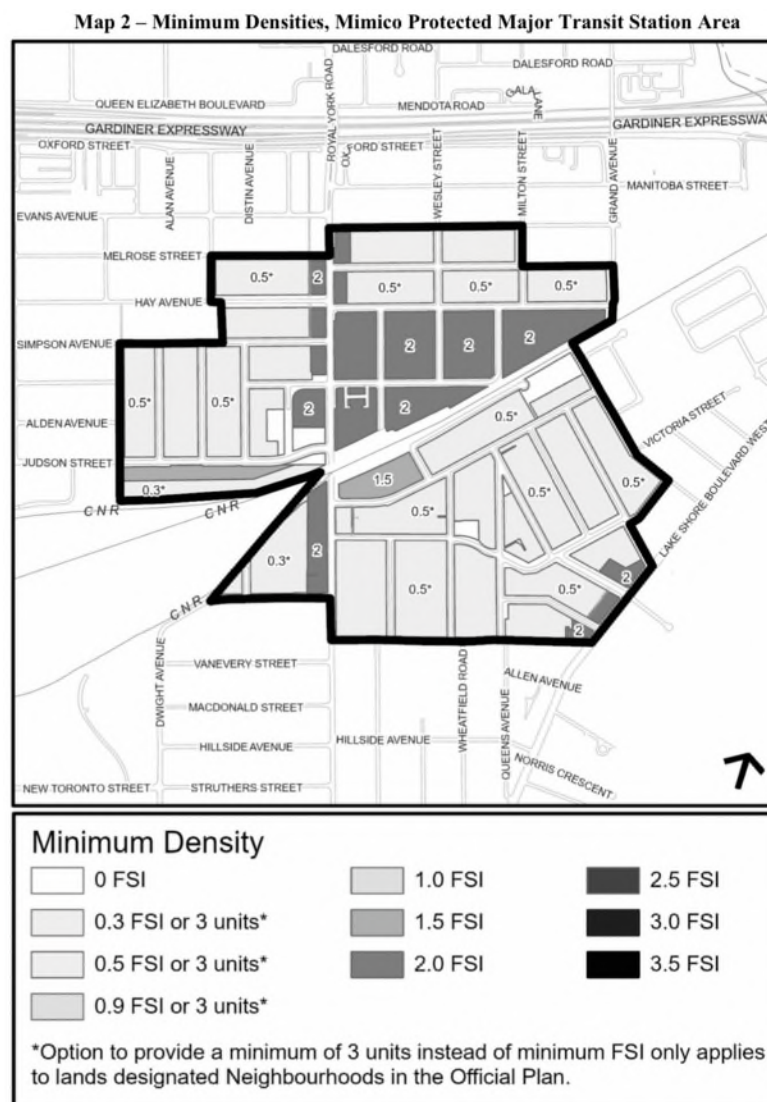 Map 2 – Minimum Densities, Mimico Protected Major Transit Station Area
DALESFORD ROAD
DALESFORD ROAD
ROYAL YORK ROAD
GALA LANE
QUEEN ELIZABETH BOULEVARD
MENDOTA ROAD
GARDINER EXPRESSWAY
GARDINER EXPRESSWAY
OXFORD STREET
OXFORD STREET
ALAN AVENUE
DISTIN AVENUE
WESLEY STREET
MILTON STREET
GRAND AVENUE
MANITOBA STREET
EVANS AVENUE
MELROSE STREET
0.5*
2
0.5*
0.5*
0.5*
HAY AVENUE
SIMPSON AVENUE
2
2
2
0.5*
0.5*
2
2
0.5*
ALDEN AVENUE
VICTORIA STREET
JUDSON STREET
LAKE SHORE BOULEVARD WEST
0.3*
1.5
0.5*
0.5*
CNR
CNR
0.5*
0.3*
2
2
0.5*
0.5*
2
CNR
DWIGHT AVENUE
VANEVERY STREET
WHEATFIELD ROAD
QUEENS AVENUE
ALLEN AVENUE
MACDONALD STREET
HILLSIDE AVENUE
HILLSIDE AVENUE
NORRIS CRESCENT
NEW TORONTO STREET
STRUTHERS STREET
Minimum Density
0 FSI
0.3 FSI or 3 units*
0.5 FSI or 3 units*
0.9 FSI or 3 units*
1.0 FSI
1.5 FSI
2.0 FSI
2.5 FSI
3.0 FSI
3.5 FSI
*Option to provide a minimum of 3 units instead of minimum FSI only applies
to lands designated Neighbourhoods in the Official Plan.